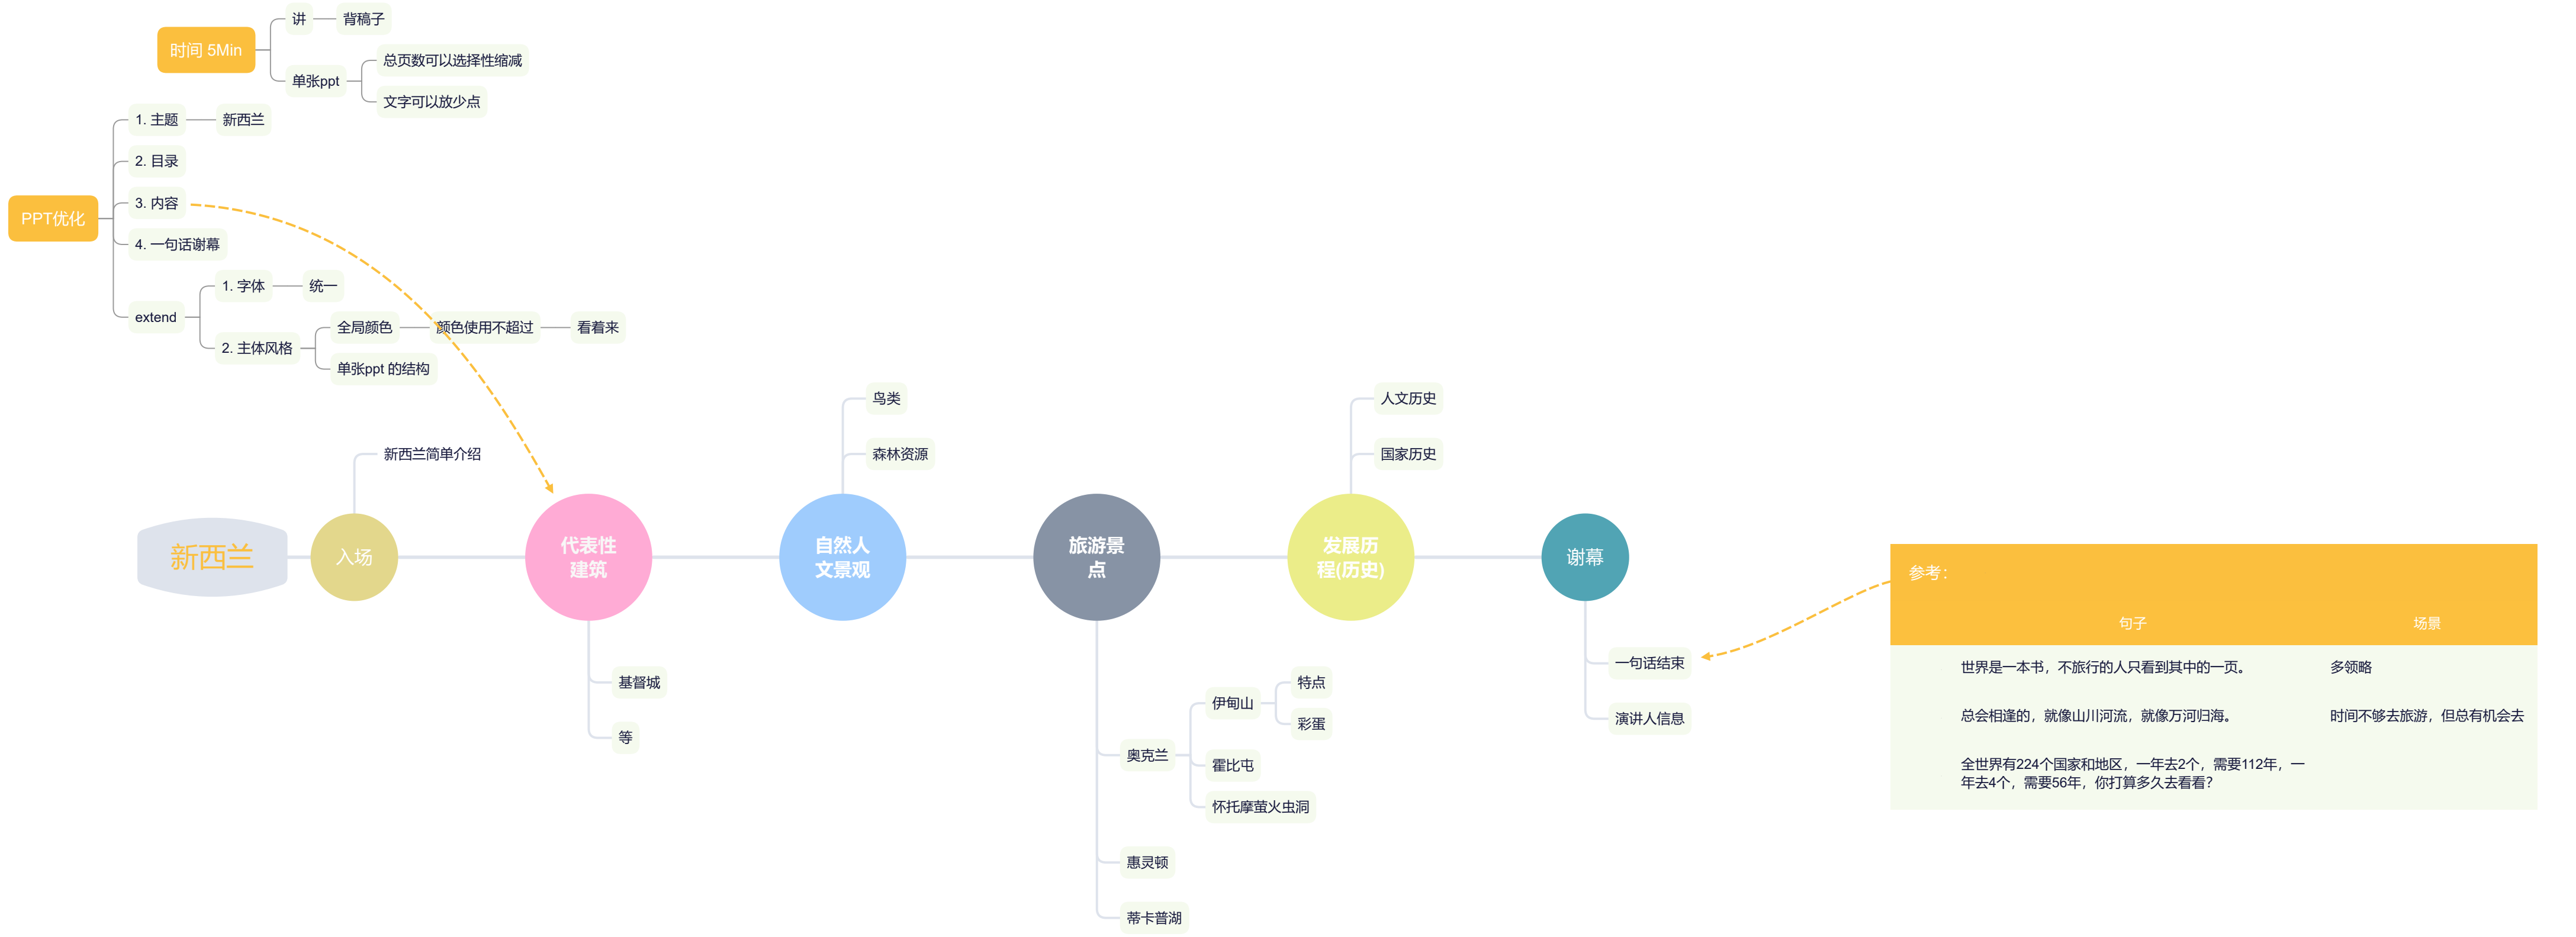 讲
背稿子
时间 5Min
总页数可以选择性缩减
单张ppt
文字可以放少点
1. 主题
新西兰
2. 目录
3. 内容
PPT优化
4. 一句话谢幕
1. 字体
统一
extend
全局颜色
颜色使用不超过
看着来
2. 主体风格
单张ppt 的结构
鸟类
人文历史
新西兰简单介绍
森林资源
国家历史
新西兰
入场
代表性
建筑
自然人
文景观
旅游景
点
发展历
程(历史)
谢幕
基督城
等
特点
伊甸山
彩蛋
奥克兰
霍比屯
怀托摩萤火虫洞
惠灵顿
蒂卡普湖
一句话结束
演讲人信息
参考：
句子
场景
世界是一本书，不旅行的人只看到其中的一页。
多领略
总会相逢的，就像山川河流，就像万河归海。
时间不够去旅游，但总有机会去
全世界有224个国家和地区，一年去2个，需要112年，一
年去4个，需要56年，你打算多久去看看？